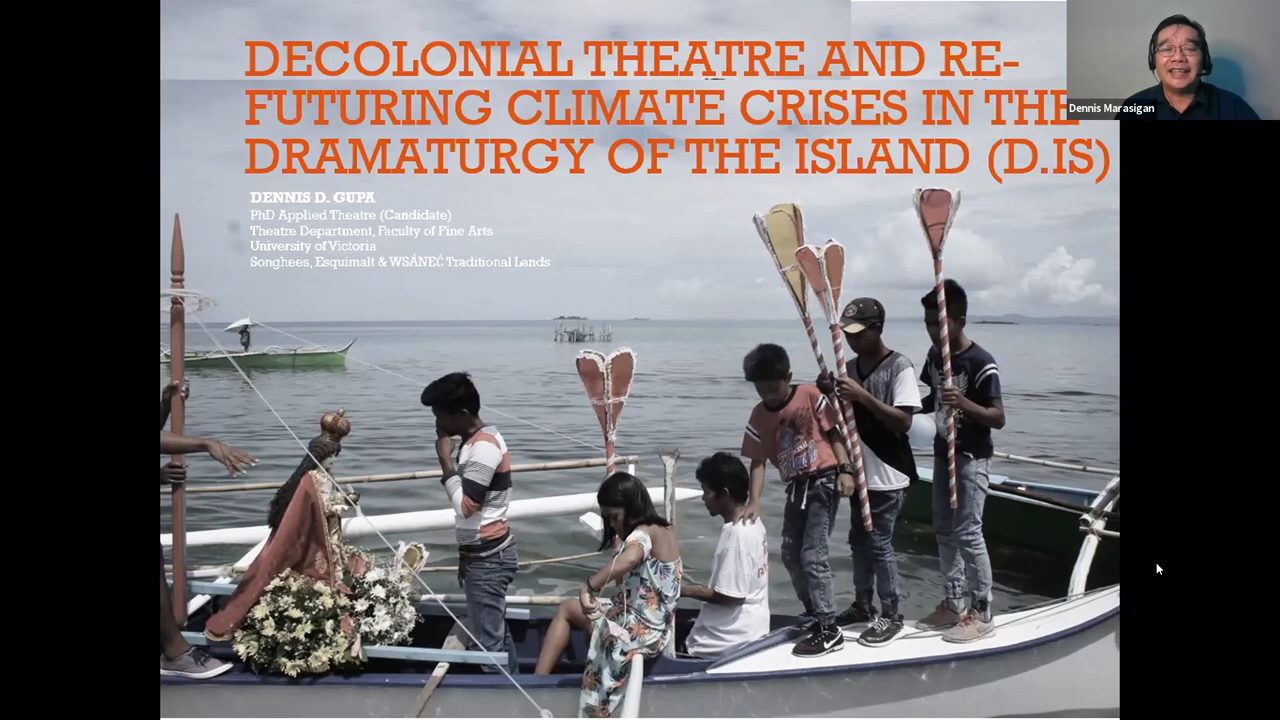 DECOLONIAL THEATRE AND RE-
FUTURING CLIMATE CRISES IN THE
DRAMATURGY OF THE ISLAND (D.IS)
DENNIS D. GUPA
PhD Applied Theatre (Candidate)
Theatre Department, Faculty of Fine Arts
University of Victoria
Songhees, Esquimalt & WSÁNEĆ Traditional Lands
Dennis Marasigan